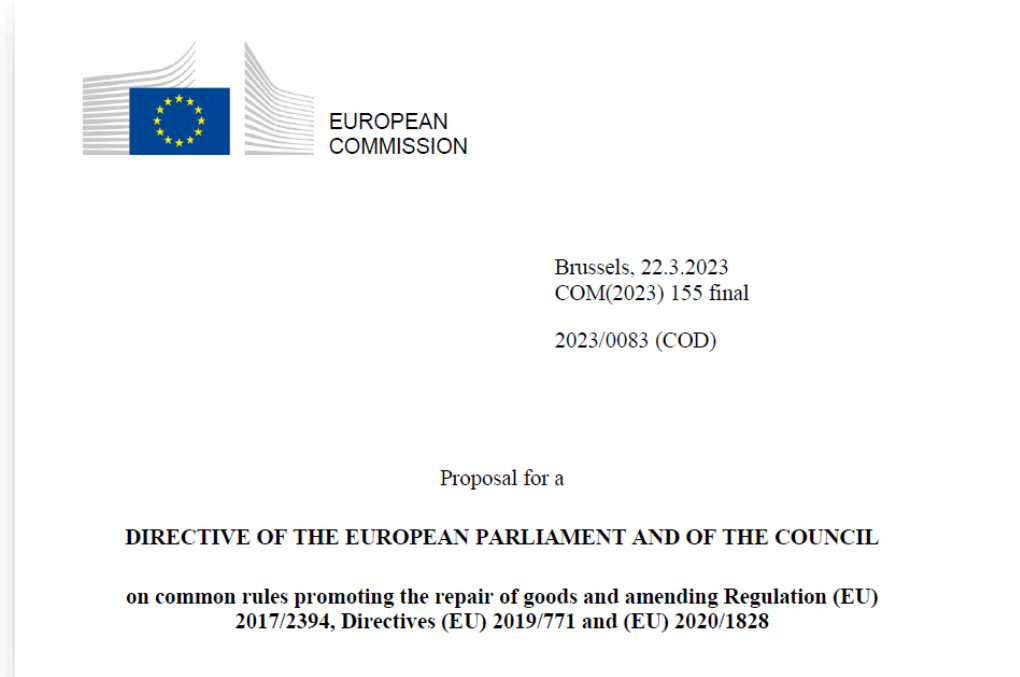 EUROPEAN
COMMISSION
Brussels, 22.3.2023
COM(2023) 155 final
2023/0083 (COD)
Proposal for a
DIRECTIVE OF THE EUROPEAN PARLIAMENT AND OF THE COUNCIL
on common rules promoting the repair of goods and amending Regulation (EU)
2017/2394, Directives (EU) 2019/771 and (EU) 2020/1828